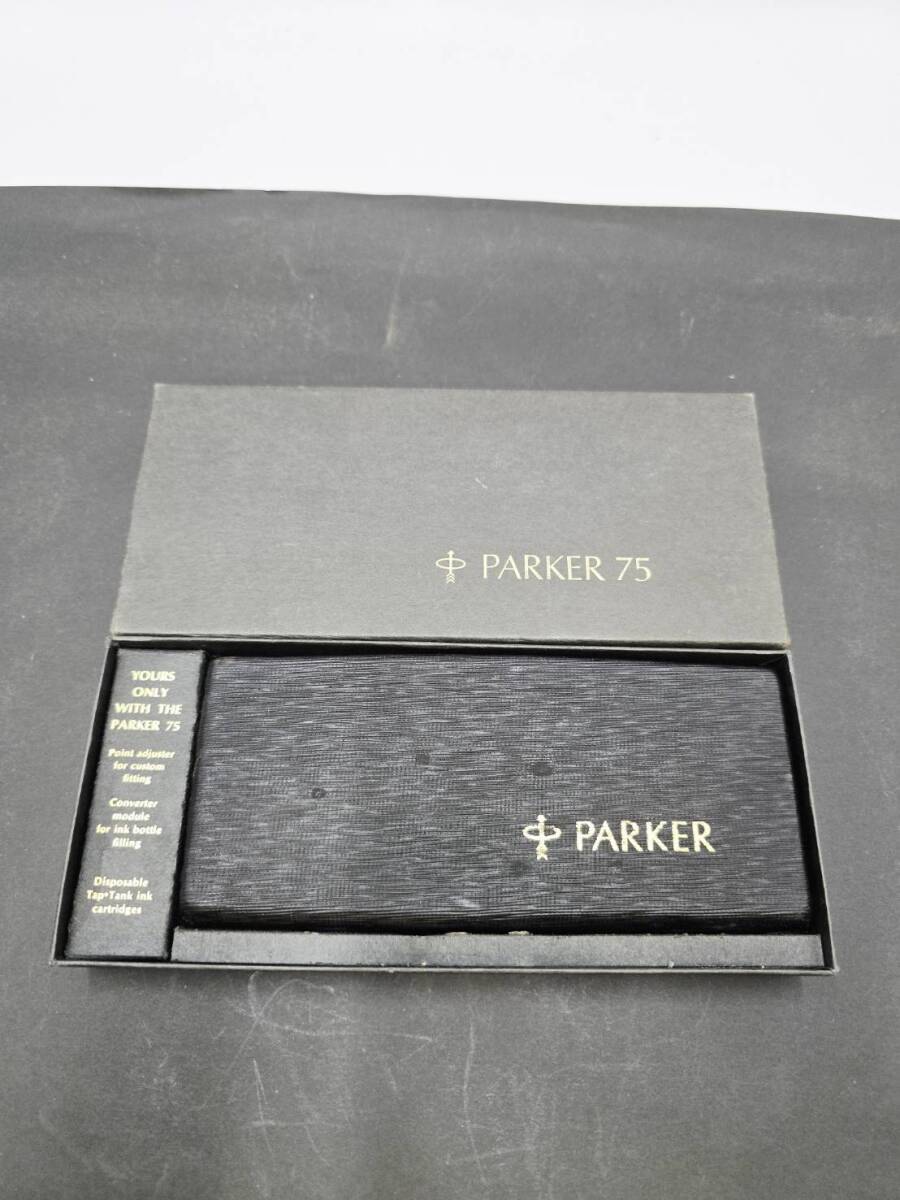 PARKER 75
YOURS
ONLY
WITH THE
PARKER 75
Point adjuster
for custom
fitting
Converter
module
for ink bottle
filling
Disposable
Tap•Tank ink
cartridges
PARKER